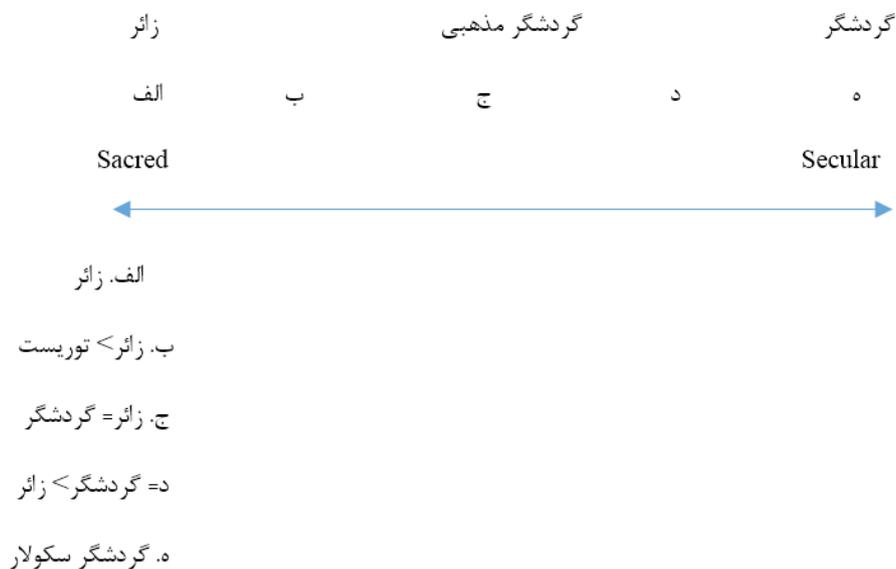 گردشگر گردشگر مذهبی زائر
ه د ج ب الف
Sacred Secular
الف. زائر
ب. زائر< توریست
ج. زائر= گردشگر
د= گردشگر< زائر
ه. گردشگر سکولار